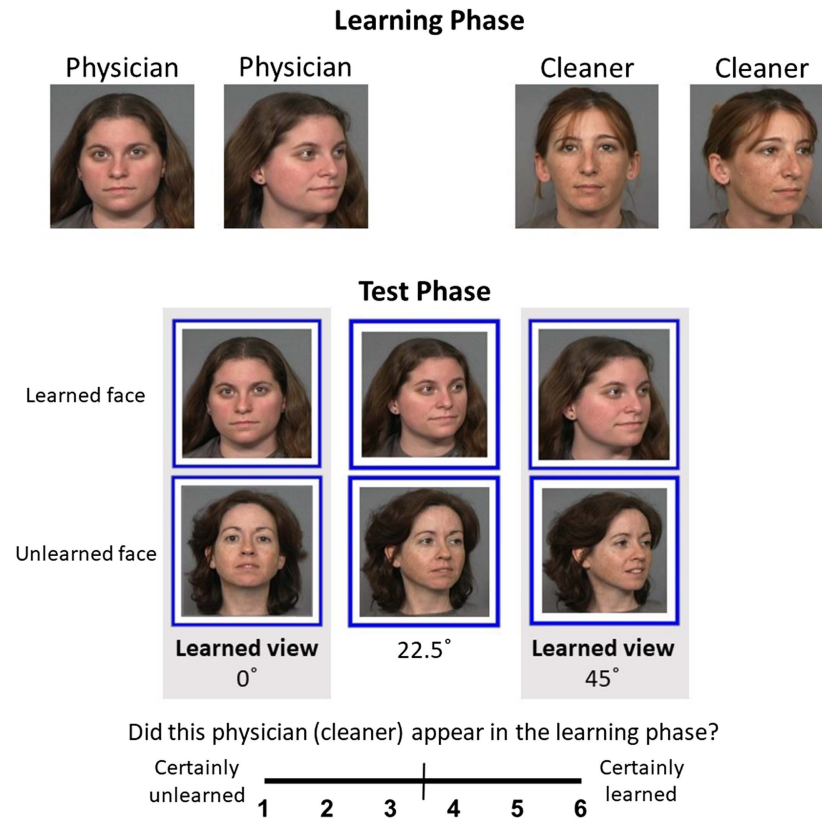 Learning Phase
Physician Physician Cleaner Cleaner
Test Phase
Learned face
Unlearned face
Learned view 22.5° Learned view
0° 45°
Did this physician (cleaner) appear in the learning phase?
Certainly unlearned
Certainly learned
1 2 3 4 5 6